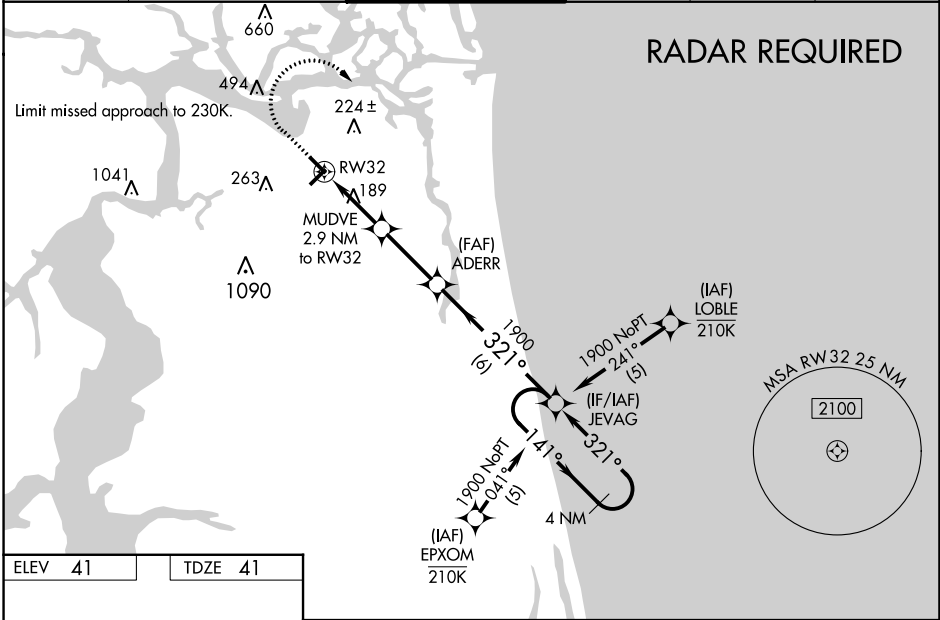 660
RADAR REQUIRED
494
Limit missed approach to 230K.
224 ±
RW32
1041
263
189
MUDVE
2.9 NM
to RW32
(FAF)
ADERR
1090
(IAF)
LOBLE
210K
1900 NoPT
241°
(5)
1900
321°
(6)
MSA RW32 25 NM
2100
(IF/IAF)
JEVAG
141°
321°
1900 NoPT
041°
(5)
4 NM
(IAF)
EPXOM
210K
ELEV 41
TDZE 41